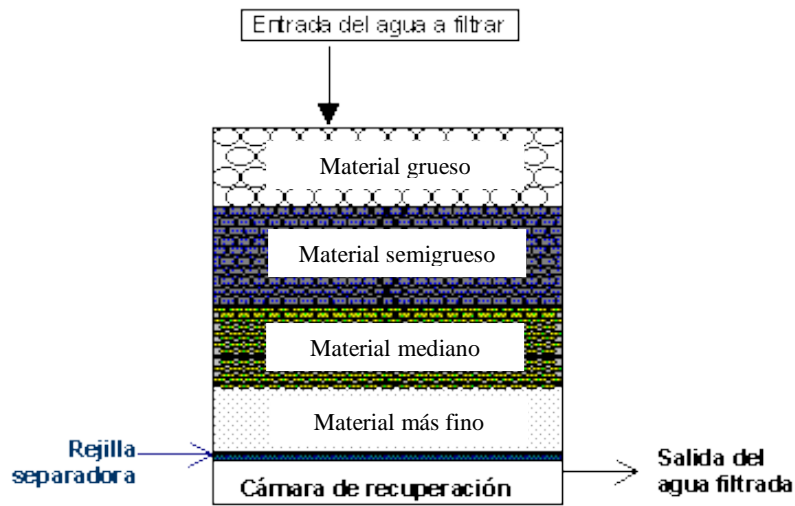 Entrada del agua a filtrar
Material grueso
Material semigrueso
Material mediano
Material más fino
Rejilla
separadora
Cámara de recuperación
Salida del
agua filtrada